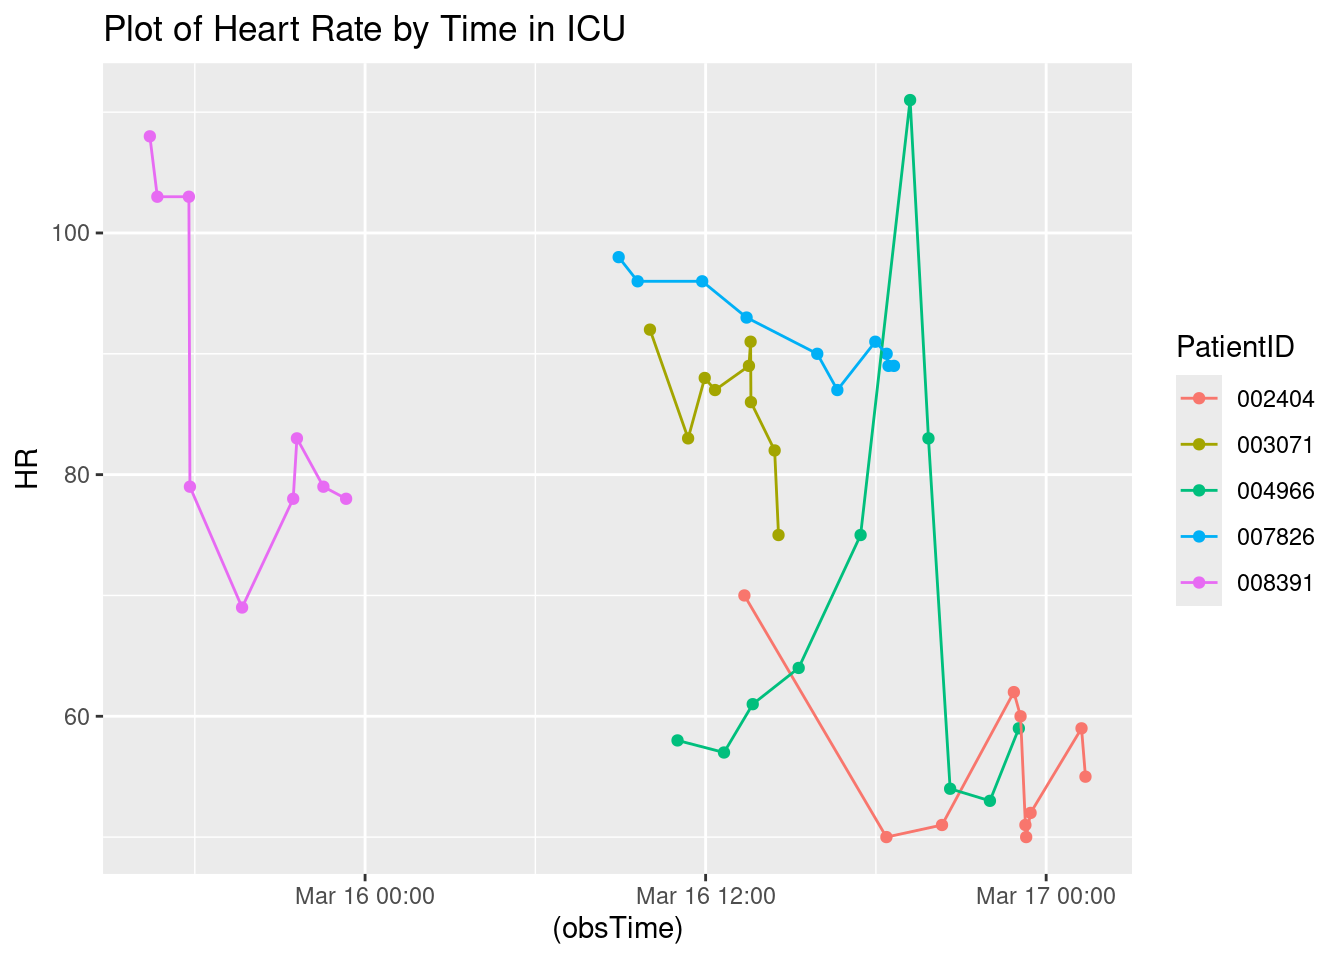 Plot of Heart Rate by Time in ICU
HR
100
80
60
Mar 16 00:00
Mar 16 12:00
Mar 17 00:00
(obsTime)
PatientID
002404
003071
004966
007826
008391